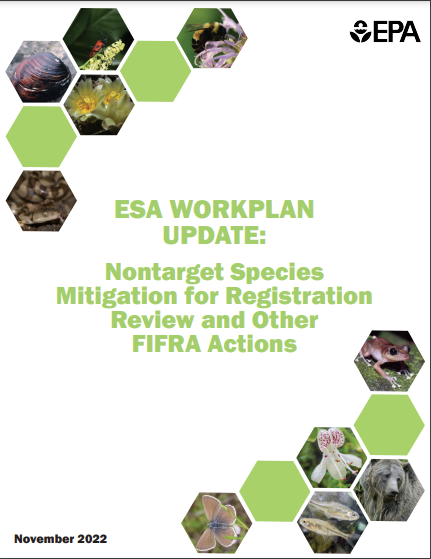 EPA
ESA WORKPLAN
UPDATE:
Nontarget Species
Mitigation for Registration
Review and Other
FIFRA Actions
November 2022